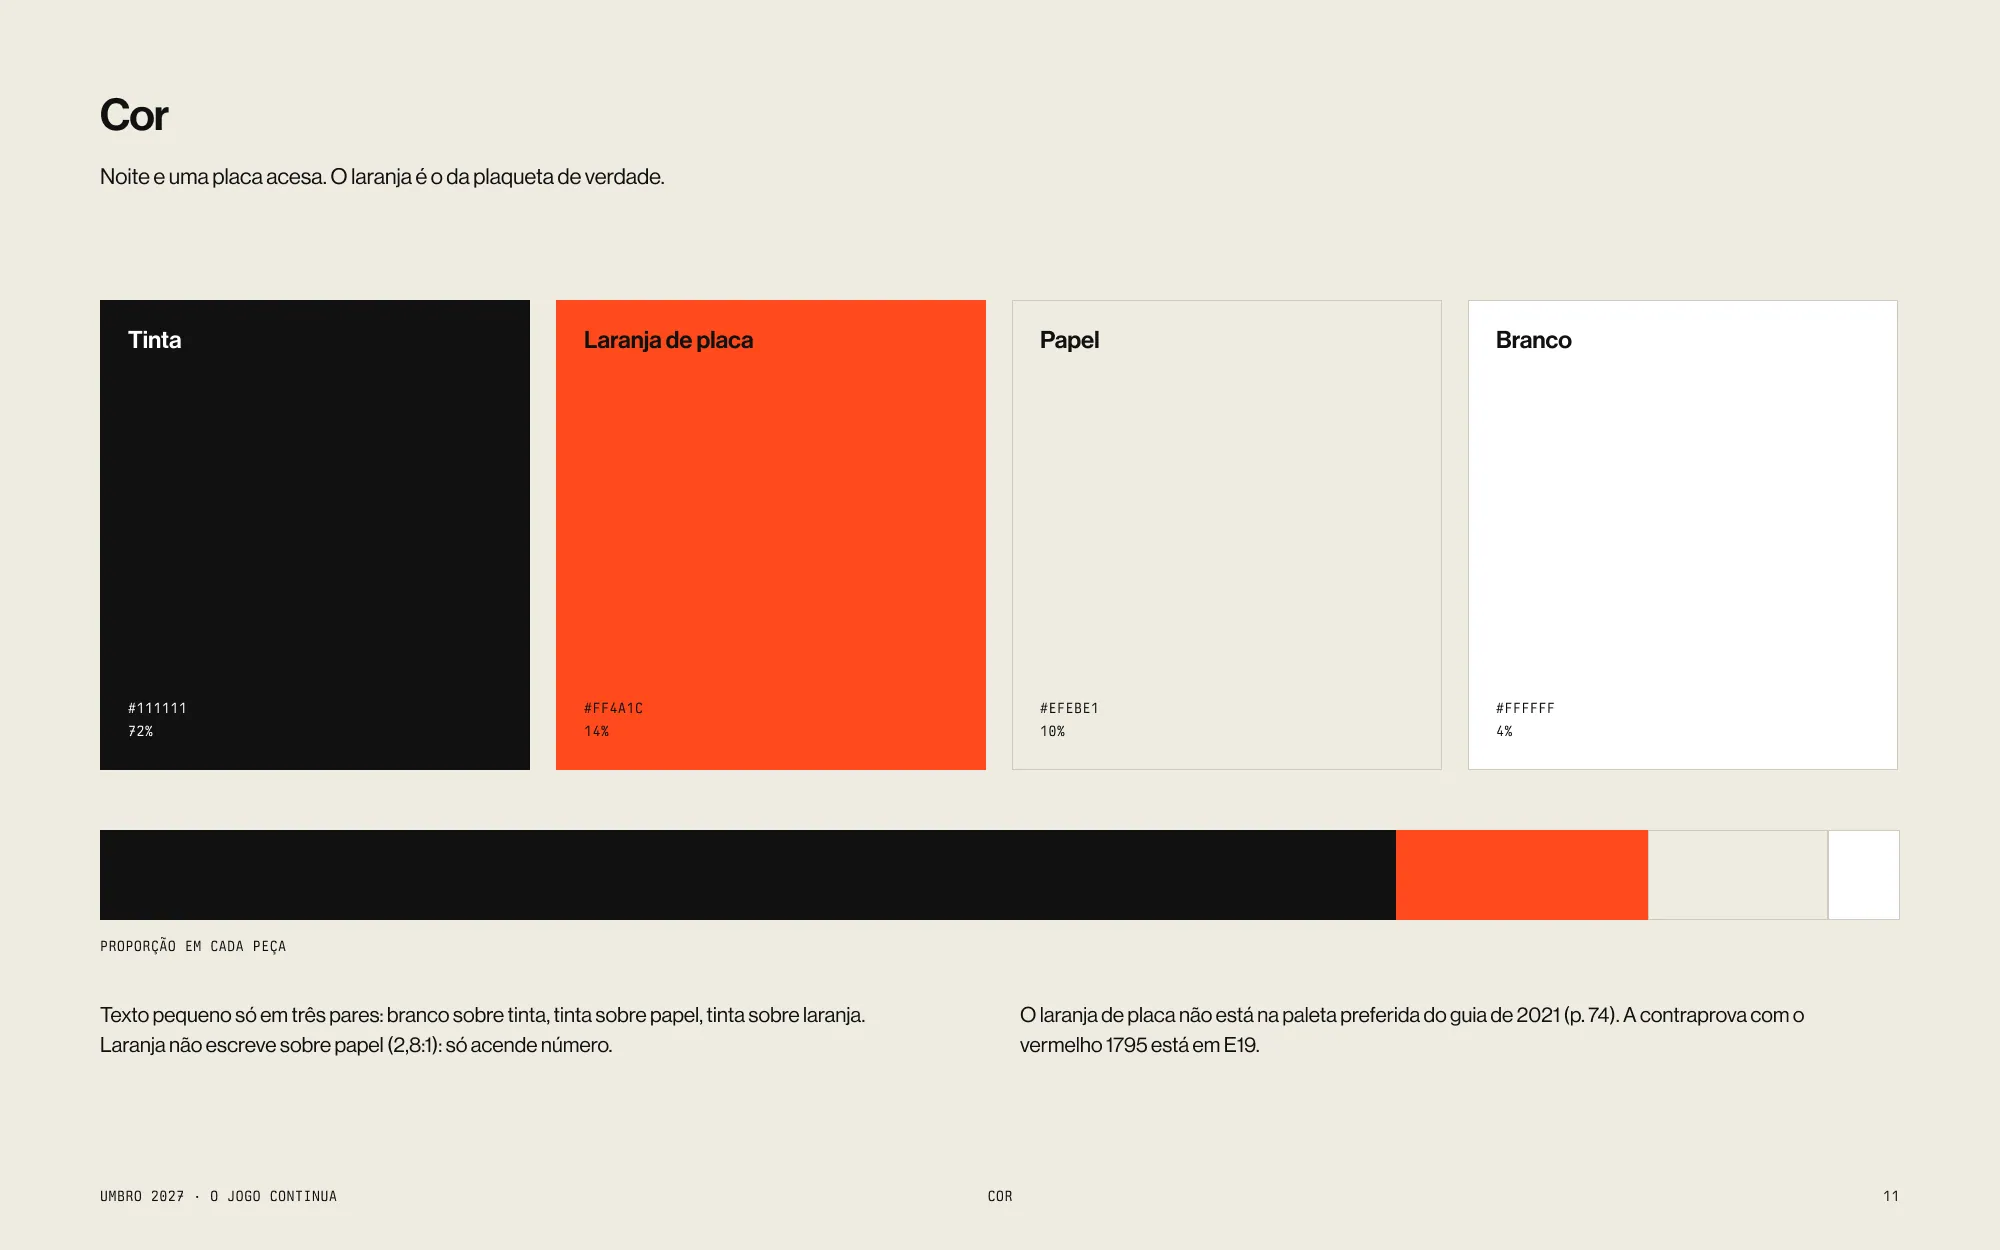 Cor
Noite e uma placa acesa. O laranja é o da plaqueta de verdade.
Tinta
#111111
72%
Laranja de placa
#FF4A1C
14%
Papel
#EFEBE1
10%
Branco
#FFFFFF
4%
PROPORÇÃO EM CADA PEÇA
Texto pequeno só em três pares: branco sobre tinta, tinta sobre papel, tinta sobre laranja.
Laranja não escreve sobre papel (2,8:1): só acende número.
O laranja de placa não está na paleta preferida do guia de 2021 (p. 74). A contraprova com o
vermelho 1795 está em E19.
UMBRO 2027 · O JOGO CONTINUA
COR
11